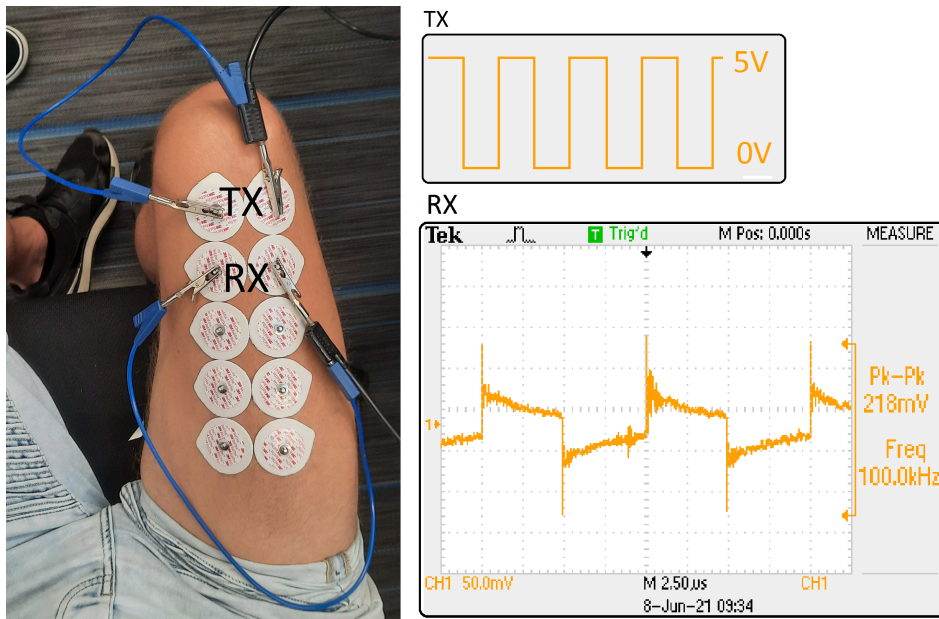 TX
RX
TX
5V
0V
RX
Tek
T Trig'd
M Pos: 0.000s
MEASURE
Pk-Pk
218mV
Freq
100.0kHz
1
CH1 50.0mV
M 2.50µs
CH1
8-Jun-21 09:34